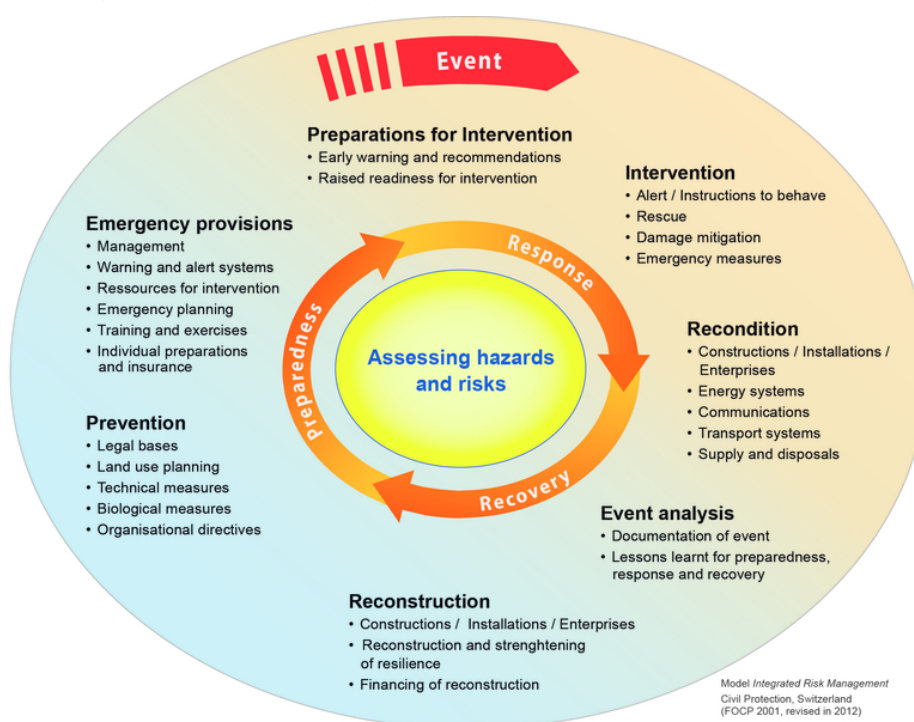 Event
Preparations for Intervention
• Early warning and recommendations
• Raised readiness for intervention
Intervention
• Alert / Instructions to behave
• Rescue
• Damage mitigation
• Emergency measures
Emergency provisions
• Management
• Warning and alert systems
• Ressources for intervention
• Emergency planning
• Training and exercises
• Individual preparations
and insurance
Response
Preparedness
Recovery
Assessing hazards
and risks
Recondition
• Constructions / Installations /
Enterprises
• Energy systems
• Communications
• Transport systems
• Supply and disposals
Prevention
• Legal bases
• Land use planning
• Technical measures
• Biological measures
• Organisational directives
Event analysis
• Documentation of event
• Lessons learnt for preparedness,
response and recovery
Reconstruction
• Constructions / Installations / Enterprises
• Reconstruction and strenghtening
of resilience
• Financing of reconstruction
Model Integrated Risk Management
Civil Protection, Switzerland
(FOCP 2001, revised in 2012)